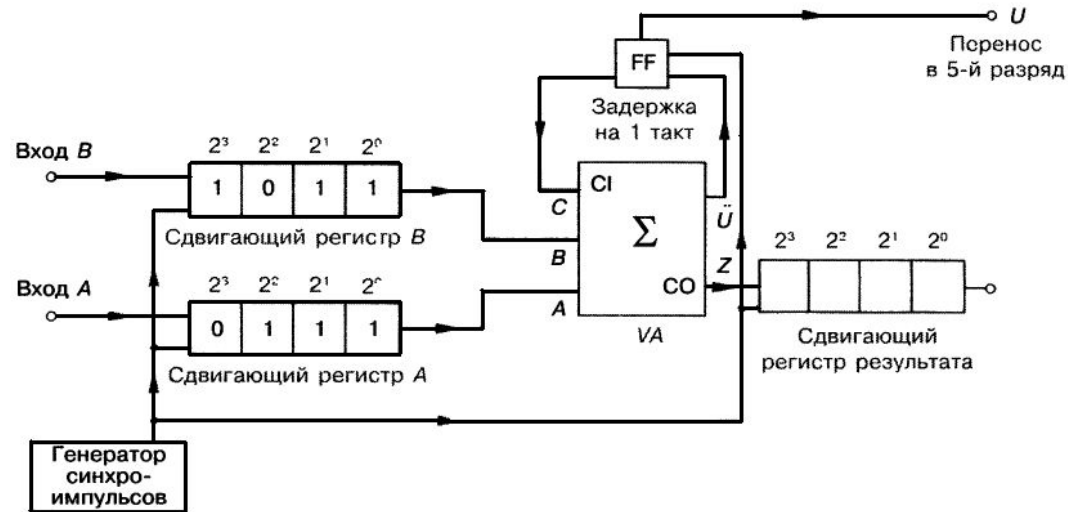 U
Перенос
в 5-й разряд
FF
Задержка
на 1 такт
Вход B
2³ 2² 2¹ 2⁰
1 0 1 1
Сдвигающий регистр B
CI
C
Σ
Ü
B
Z
CO
A
VA
2³ 2² 2¹ 2⁰
Сдвигающий
регистр результата
Вход A
2³ 2² 2¹ 2⁰
0 1 1 1
Сдвигающий регистр A
Генератор
синхро-
импульсов